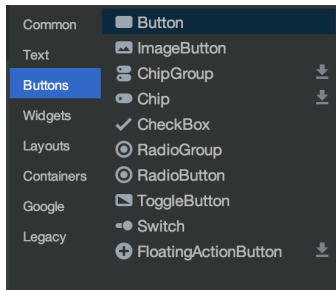 Common
Text
Buttons
Widgets
Layouts
Containers
Google
Legacy
Button
ImageButton
ChipGroup
Chip
CheckBox
RadioGroup
RadioButton
ToggleButton
Switch
FloatingActionButton